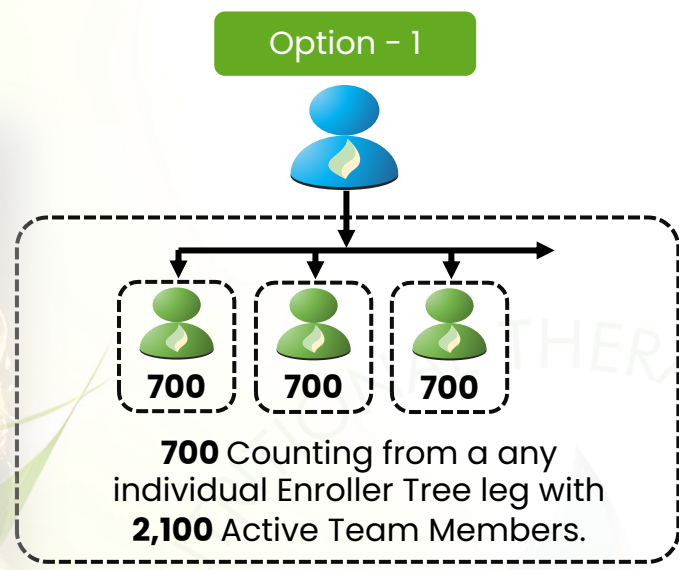 Option - 1
700
700
700
700 Counting from a any
individual Enroller Tree leg with
2,100 Active Team Members.